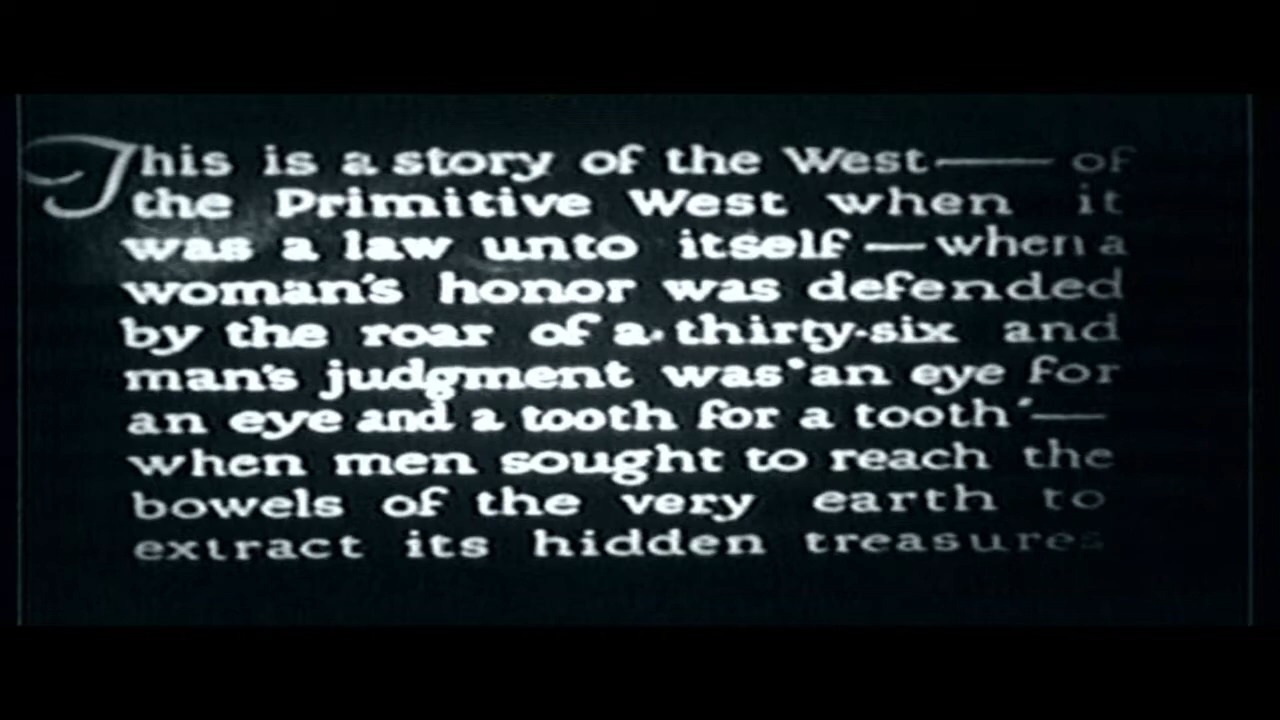 This is a story of the West — of
the Primitive West when it
was a law unto itself — when a
woman's honor was defended
by the roar of a thirty-six and
man's judgment was "an eye for
an eye and a tooth for a tooth" —
when men sought to reach the
bowels of the very earth to
extract its hidden treasures